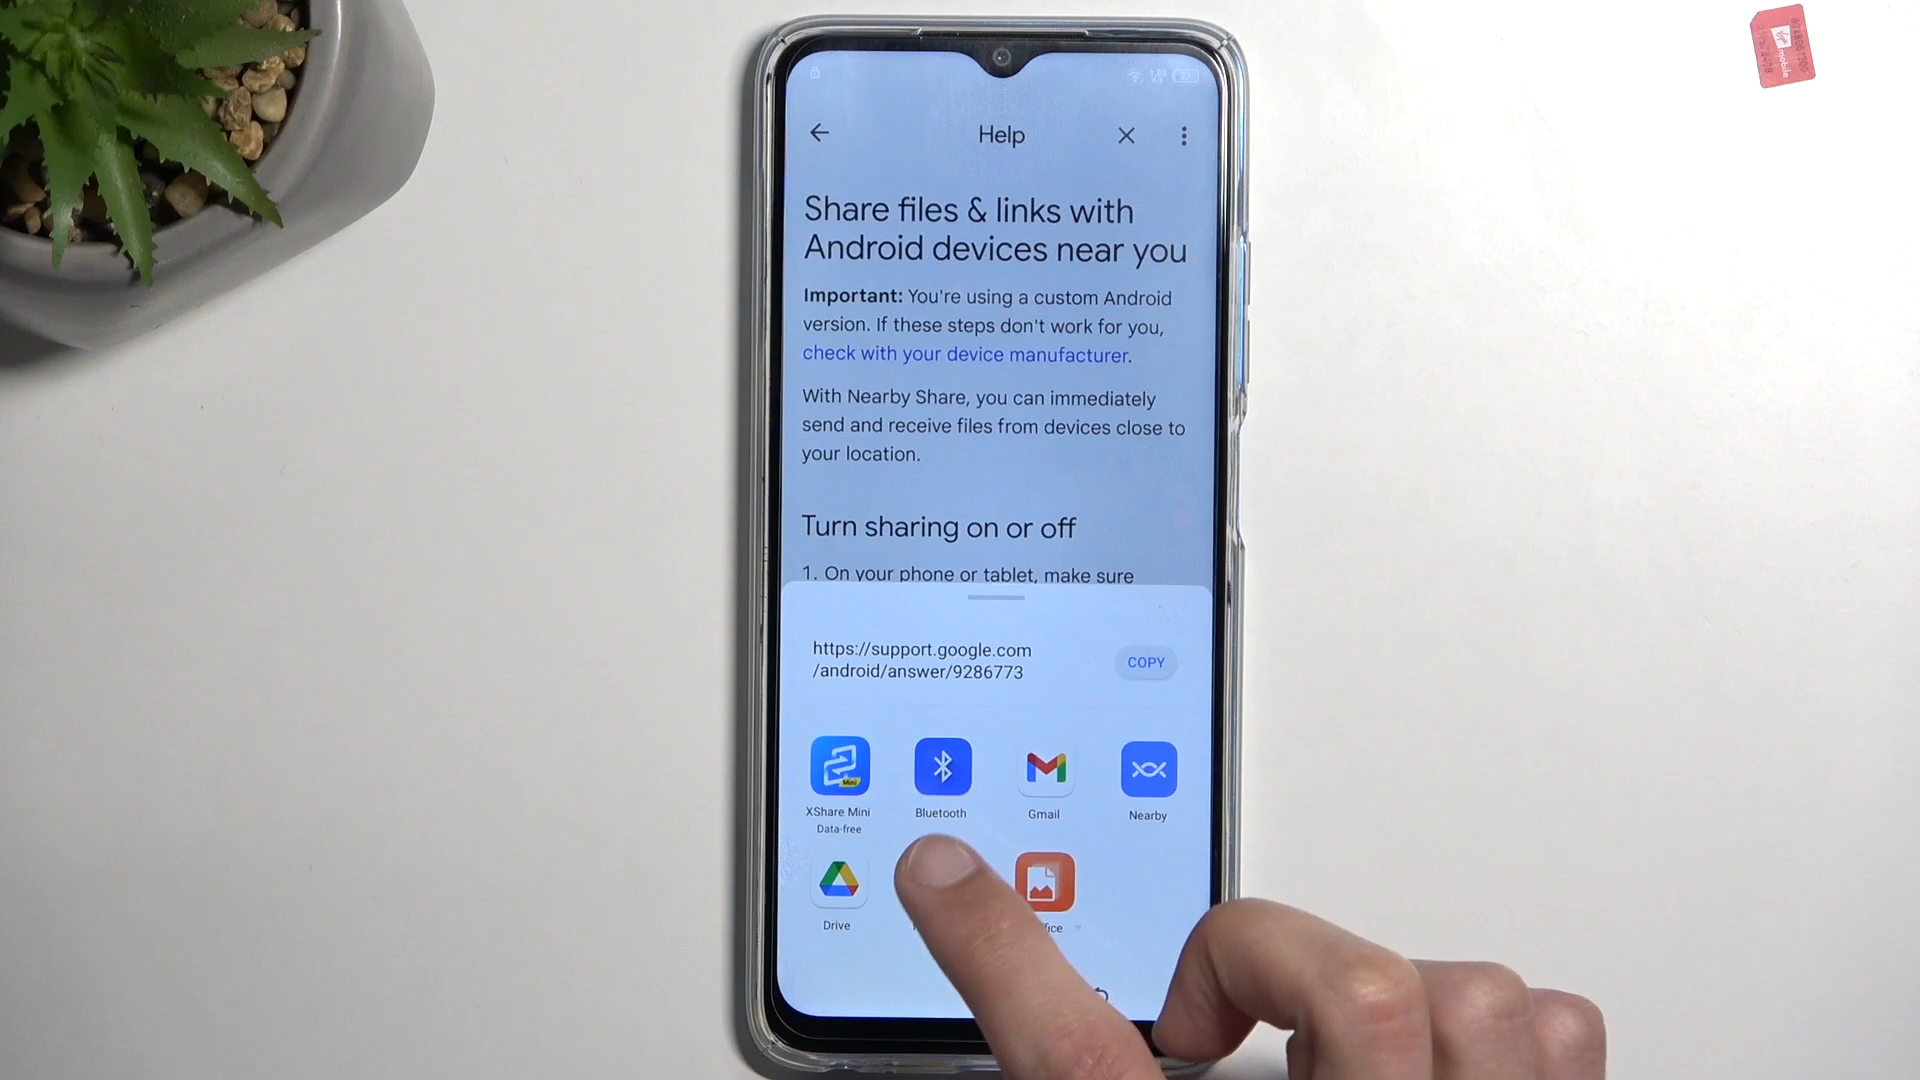 Help
Share files & links with
Android devices near you
Important: You're using a custom Android
version. If these steps don't work for you,
check with your device manufacturer.
With Nearby Share, you can immediately
send and receive files from devices close to
your location.
Turn sharing on or off
1. On your phone or tablet, make sure
https://support.google.com
/android/answer/9286773
COPY
Mini
XShare Mini
Data-free
Bluetooth
Gmail
Nearby
Drive
mobile